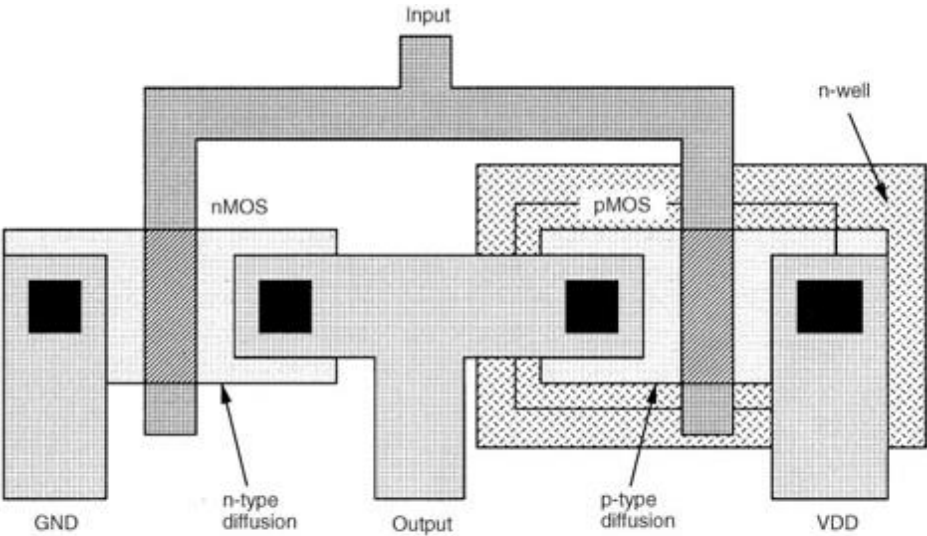 Input
n-well
nMOS
pMOS
n-type
diffusion
p-type
diffusion
GND
Output
VDD